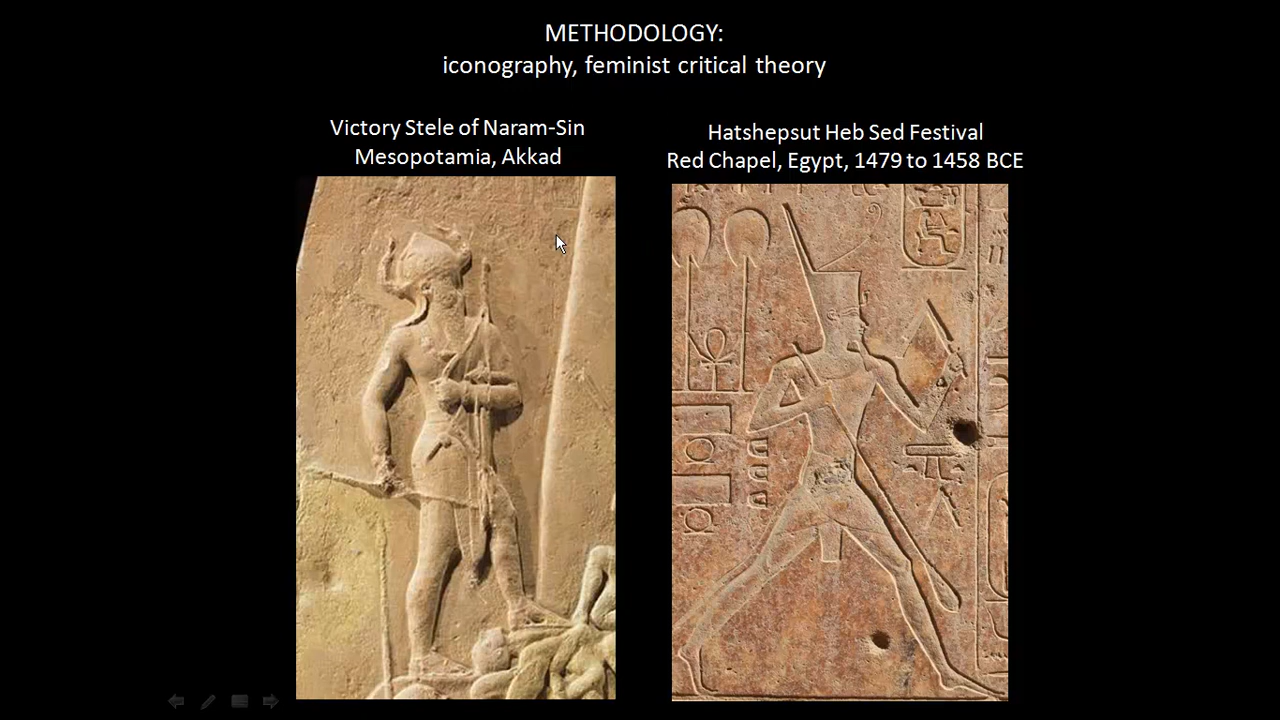 METHODOLOGY:
iconography, feminist critical theory
Victory Stele of Naram-Sin
Mesopotamia, Akkad
Hatshepsut Heb Sed Festival
Red Chapel, Egypt, 1479 to 1458 BCE